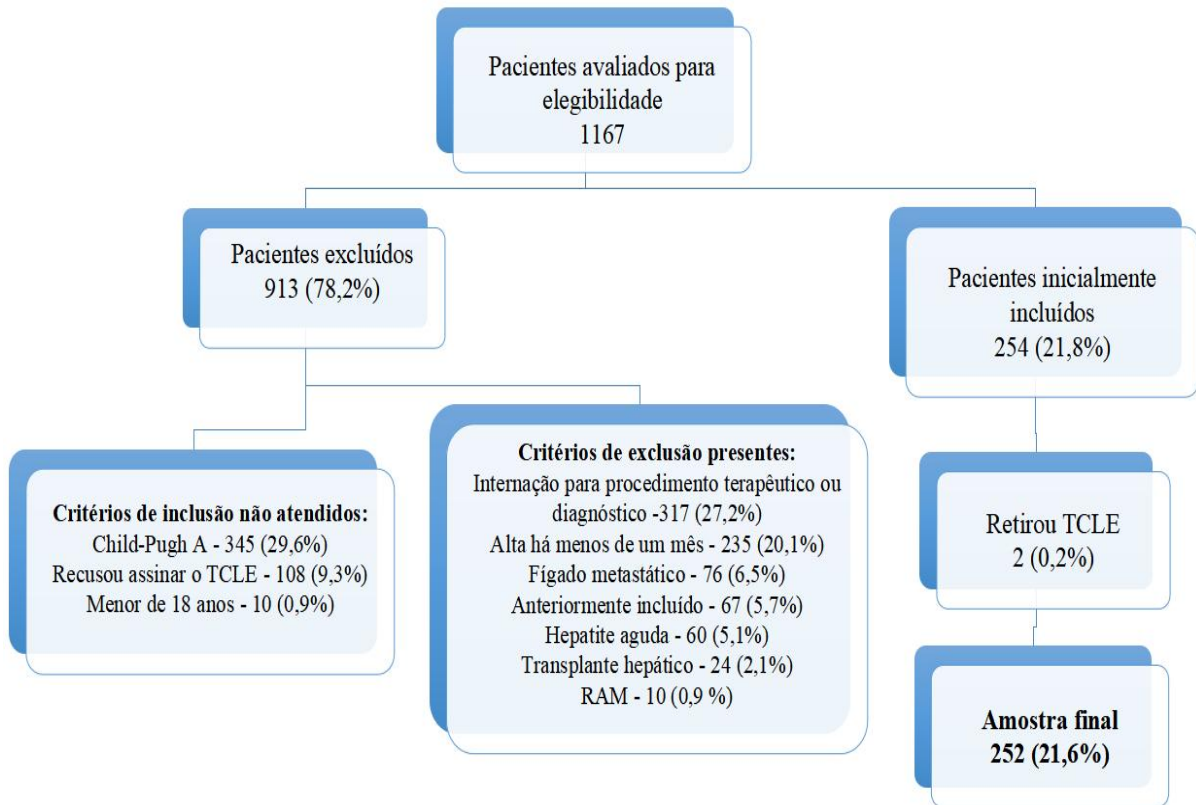 Pacientes avaliados para
elegibilidade
1167
Pacientes excluídos
913 (78,2%)
Pacientes inicialmente
incluídos
254 (21,8%)
Critérios de inclusão não atendidos:
Child-Pugh A - 345 (29,6%)
Recusou assinar o TCLE - 108 (9,3%)
Menor de 18 anos - 10 (0,9%)
Critérios de exclusão presentes:
Internação para procedimento terapêutico ou
diagnóstico -317 (27,2%)
Alta há menos de um mês - 235 (20,1%)
Fígado metastático - 76 (6,5%)
Anteriormente incluído - 67 (5,7%)
Hepatite aguda - 60 (5,1%)
Transplante hepático - 24 (2,1%)
RAM - 10 (0,9 %)
Retirou TCLE
2 (0,2%)
Amostra final
252 (21,6%)